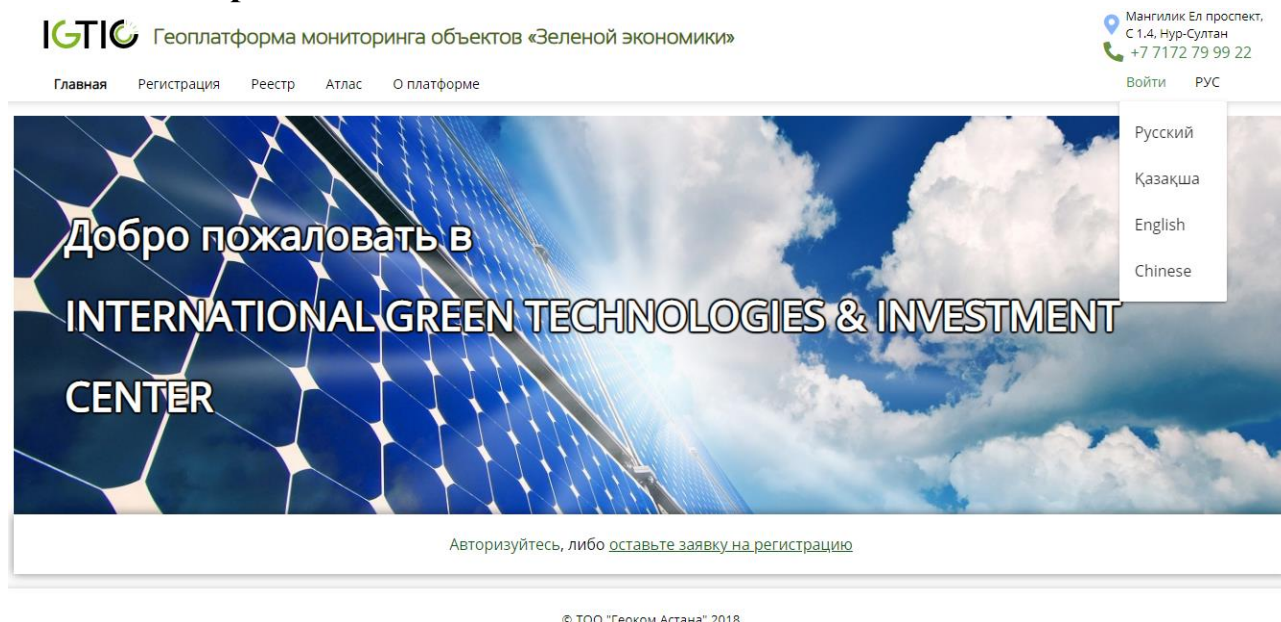 IGTIC
Геоплатформа мониторинга объектов «Зеленой экономики»
Мангилик Ел проспект,
С 1.4, Нур-Султан
+7 7172 79 99 22
Главная Регистрация Реестр Атлас О платформе
Войти РУС
Русский
Қазақша
English
Chinese
Добро пожаловать в
INTERNATIONAL GREEN TECHNOLOGIES & INVESTMENT
CENTER
Авторизуйтесь, либо оставьте заявку на регистрацию
© ТОО "Геоком Астана" 2018